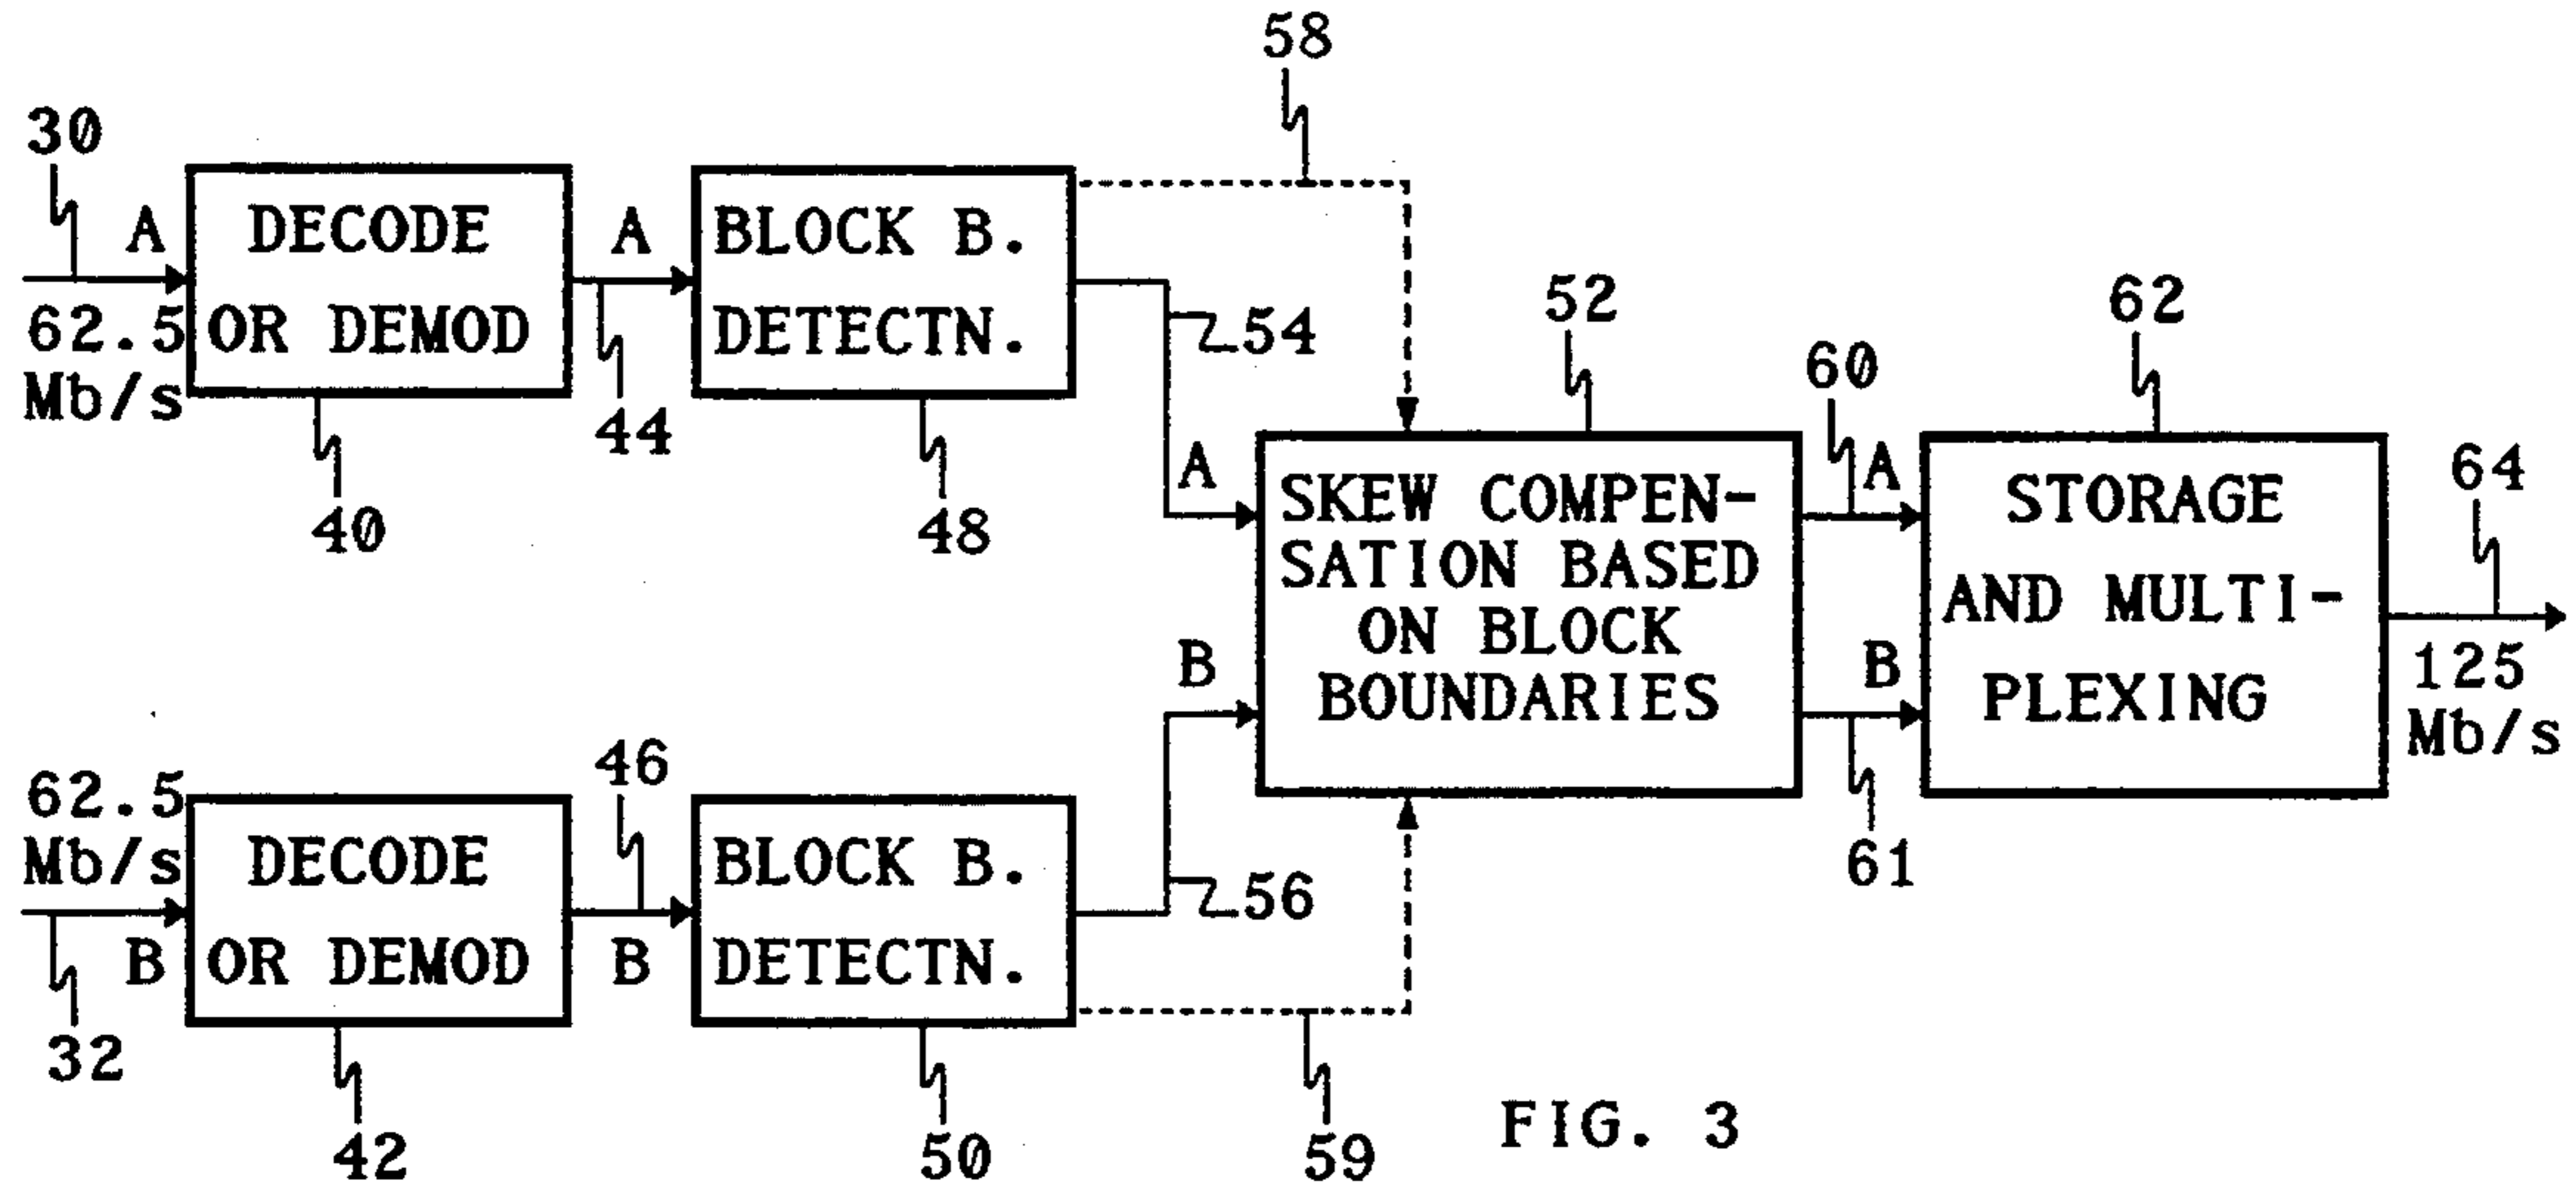 58
30
A
DECODE
OR DEMOD
62.5
Mb/s
40
A
44
BLOCK B.
DETECTN.
48
54
A
52
SKEW COMPEN-
SATION BASED
ON BLOCK
BOUNDARIES
60
A
62
STORAGE
AND MULTI-
PLEXING
64
125
Mb/s
B
B
61
62.5
Mb/s
B
32
DECODE
OR DEMOD
42
46
B
BLOCK B.
DETECTN.
50
56
59
FIG. 3